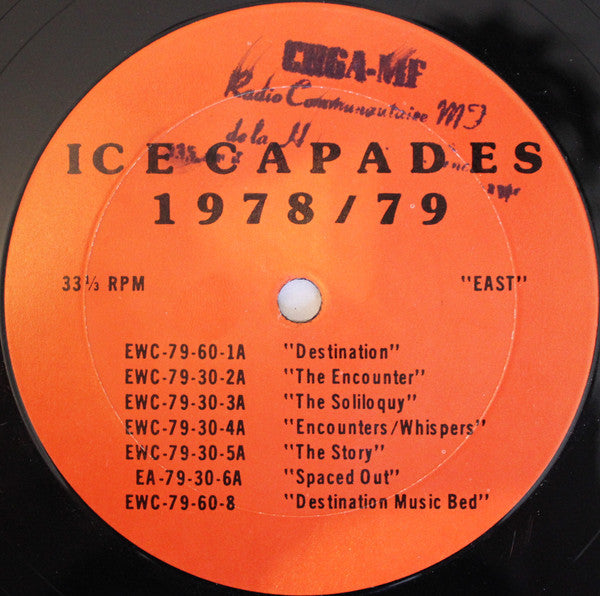 CHGA-MF
Radio Communautaire MF
de la H
ICE CAPADES
1978/79
33⅓ RPM "EAST"
EWC-79-60-1A "Destination"
EWC-79-30-2A "The Encounter"
EWC-79-30-3A "The Soliloquy"
EWC-79-30-4A "Encounters/Whispers"
EWC-79-30-5A "The Story"
EA-79-30-6A "Spaced Out"
EWC-79-60-8 "Destination Music Bed"